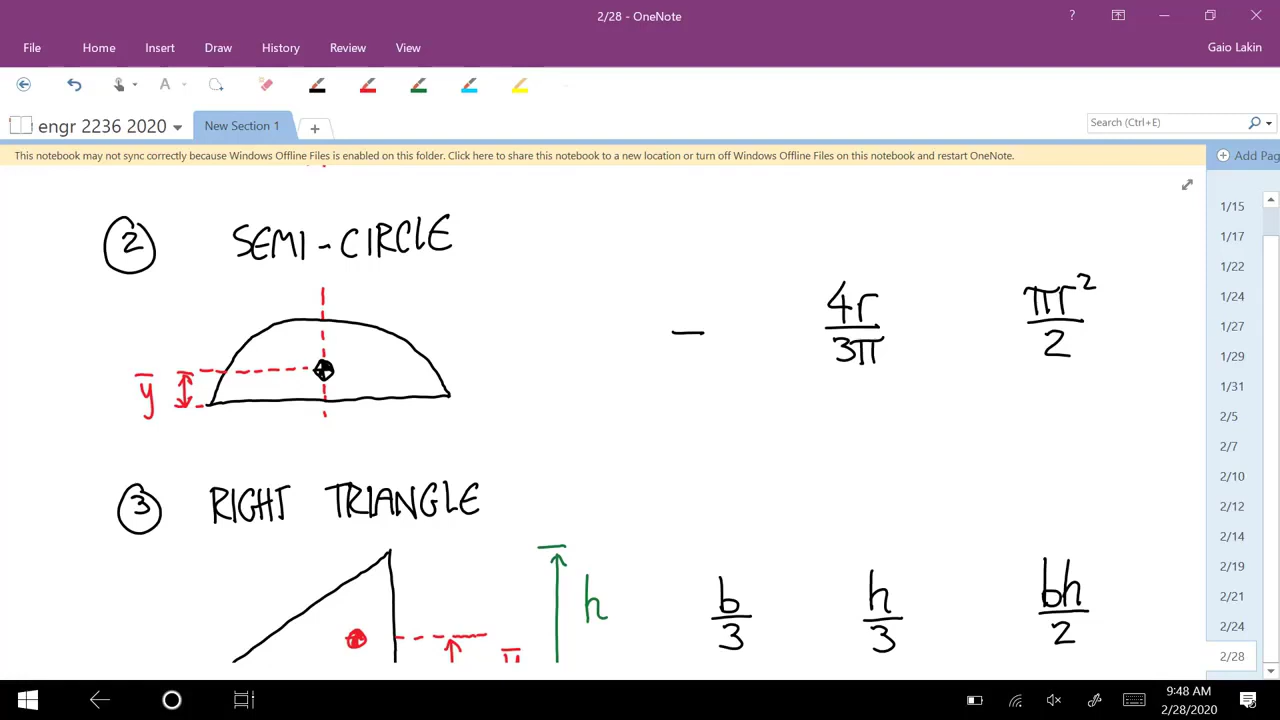 2/28 - OneNote
?
File Home Insert Draw History Review View
Gaio Lakin
A
engr 2236 2020
New Section 1
+
Search (Ctrl+E)
This notebook may not sync correctly because Windows Offline Files is enabled on this folder. Click here to share this notebook to a new location or turn off Windows Offline Files on this notebook and restart OneNote.
Add Pag
1/15
1/17
1/22
1/24
1/27
1/29
1/31
2/5
2/7
2/10
2/12
2/14
2/19
2/21
2/24
2/28
② SEMI-CIRCLE
ȳ
— 4r/3π πr²/2
③ RIGHT TRIANGLE
h
b/3 h/3 bh/2
9:48 AM
2/28/2020